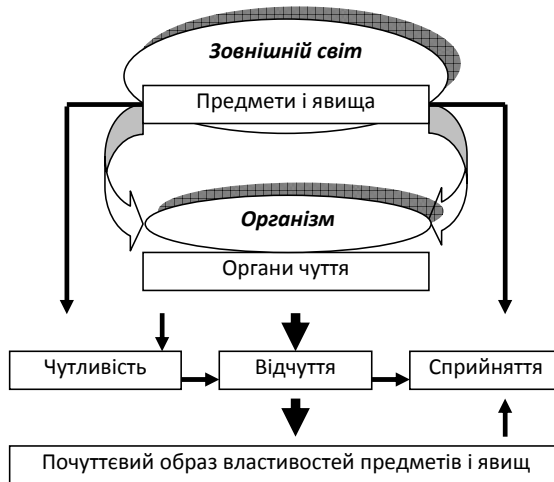 Зовнішній світ
Предмети і явища
Організм
Органи чуття
Чутливість
Відчуття
Сприйняття
Почуттєвий образ властивостей предметів і явищ